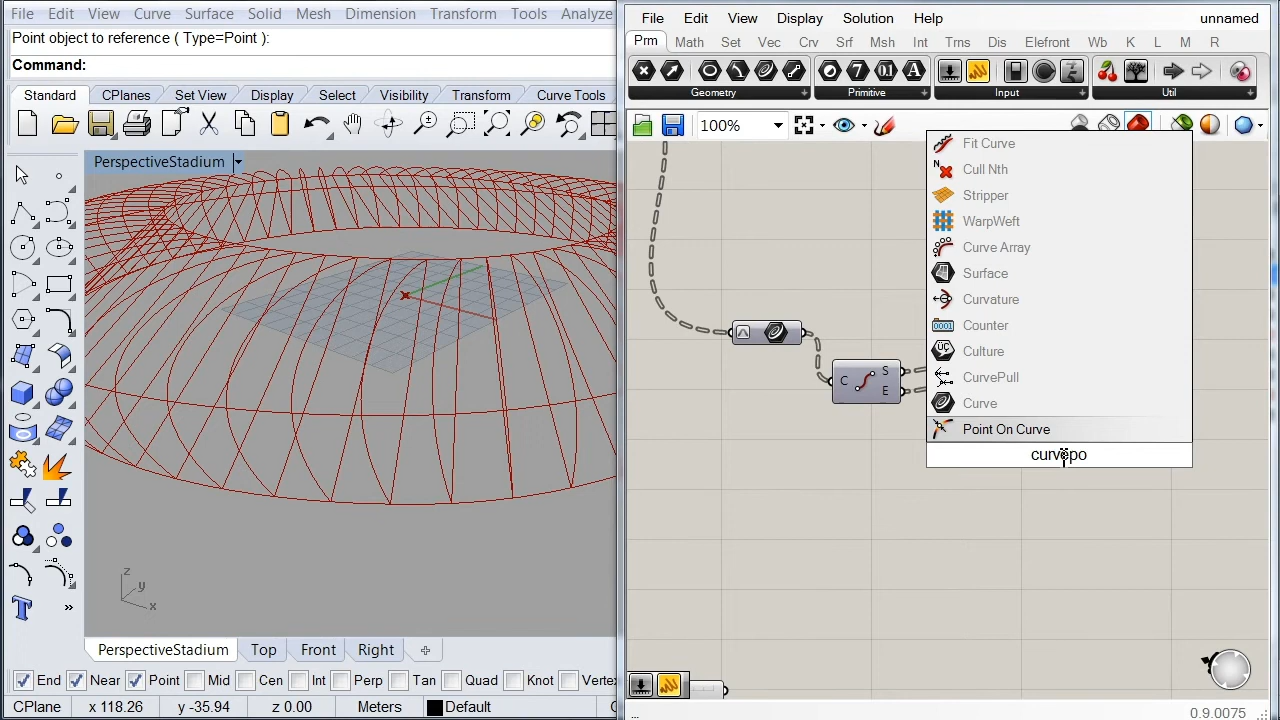 File Edit View Curve Surface Solid Mesh Dimension Transform Tools Analyze
Point object to reference ( Type=Point ):
Command:
Standard CPlanes Set View Display Select Visibility Transform Curve Tools
PerspectiveStadium
z
y
x
PerspectiveStadium Top Front Right
End Near Point Mid Cen Int Perp Tan Quad Knot Vertex
CPlane x 118.26 y -35.94 z 0.00 Meters Default
File Edit View Display Solution Help unnamed
Prm Math Set Vec Crv Srf Msh Int Trns Dis Elefront Wb K L M R
Geometry Primitive Input Util
100%
Fit Curve
Cull Nth
Stripper
WarpWeft
Curve Array
Surface
Curvature
Counter
Culture
CurvePull
Curve
Point On Curve
curvepo
C S
E
...
0.9.0075